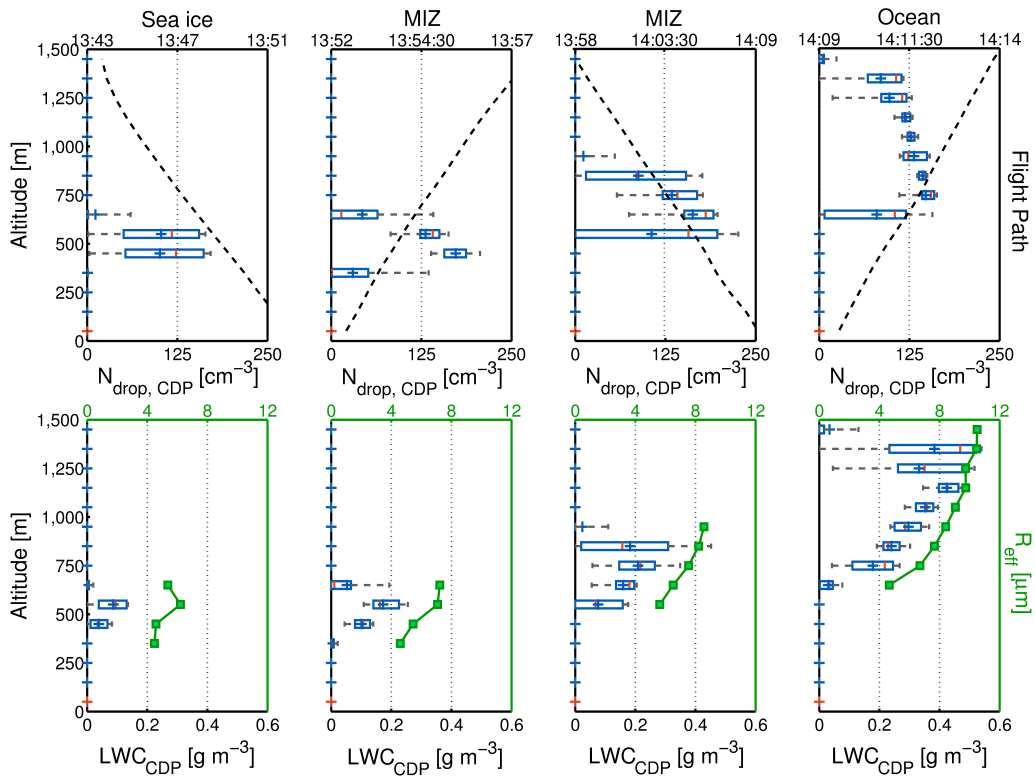 Sea ice MIZ MIZ Ocean
13:43 13:47 13:51 13:52 13:54:30 13:57 13:58 14:03:30 14:09 14:09 14:11:30 14:14
1,500
1,250
1,000
750
500
250
0
Altitude [m]
Flight Path
0 125 250 0 125 250 0 125 250 0 125 250
N_drop, CDP [cm⁻³] N_drop, CDP [cm⁻³] N_drop, CDP [cm⁻³] N_drop, CDP [cm⁻³]
0 4 8 12 0 4 8 12 0 4 8 12 0 4 8 12
1,500
1,250
1,000
750
500
250
0
Altitude [m]
R_eff [µm]
0 0.2 0.4 0.6 0 0.2 0.4 0.6 0 0.2 0.4 0.6 0 0.2 0.4 0.6
LWC_CDP [g m⁻³] LWC_CDP [g m⁻³] LWC_CDP [g m⁻³] LWC_CDP [g m⁻³]